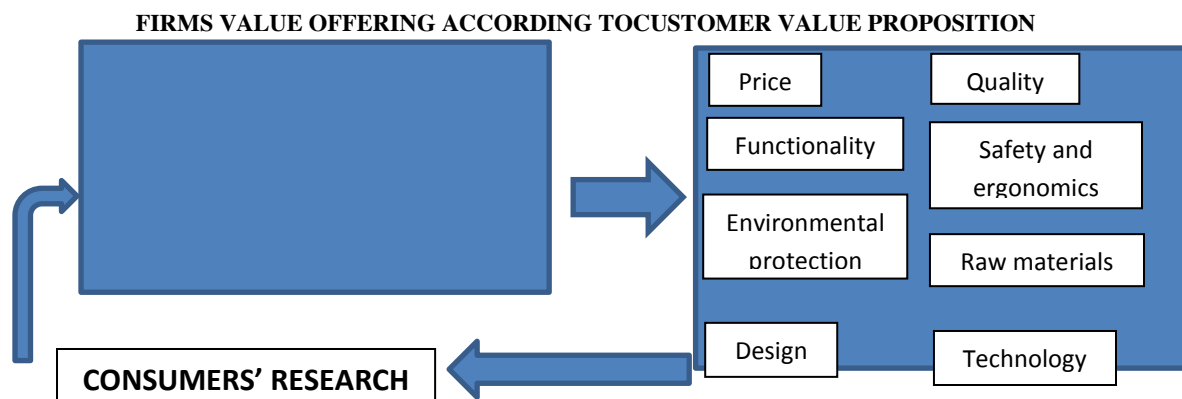 FIRMS VALUE OFFERING ACCORDING TOCUSTOMER VALUE PROPOSITION
Price
Quality
Functionality
Safety and
ergonomics
Environmental
protection
Raw materials
Design
Technology
CONSUMERS’ RESEARCH